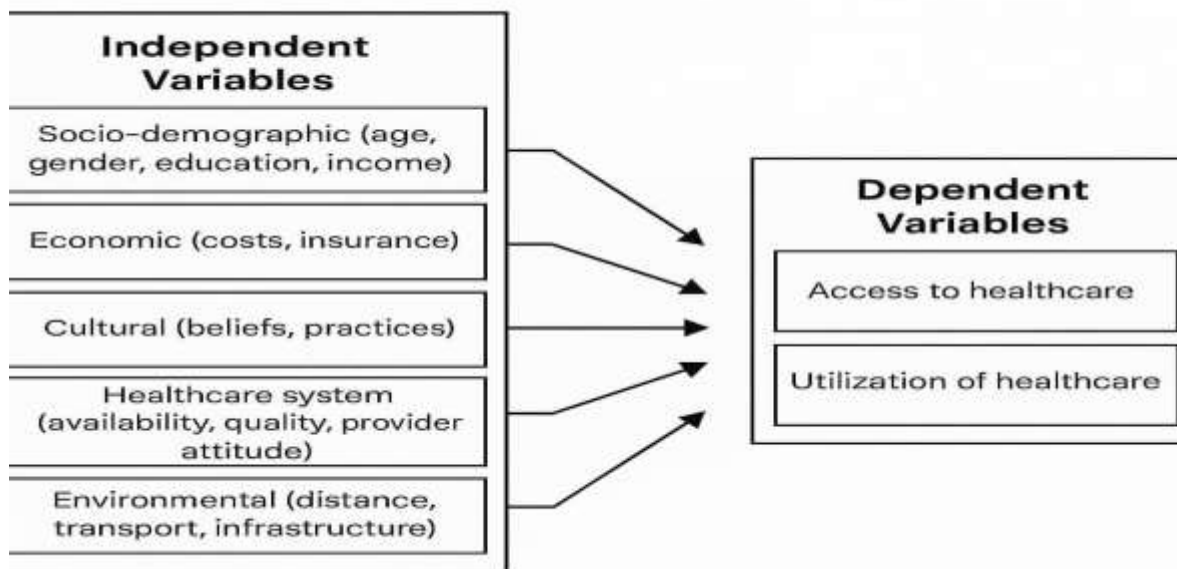 Independent
Variables
Socio-demographic (age,
gender, education, income)
Economic (costs, insurance)
Cultural (beliefs, practices)
Healthcare system
(availability, quality, provider
attitude)
Environmental (distance,
transport, infrastructure)
Dependent
Variables
Access to healthcare
Utilization of healthcare